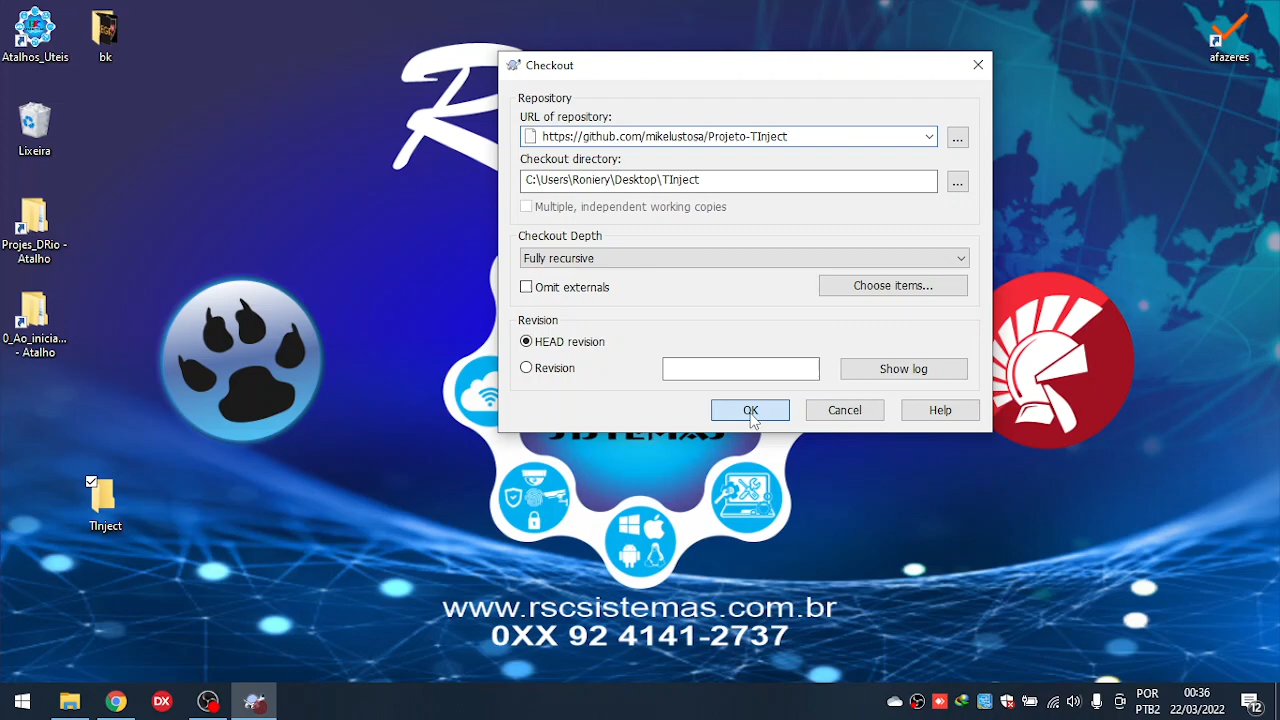 Atalhos_Uteis
bk
afazeres
Lixeira
Projes_DRio -
Atalho
0_Ao_inicia...
- Atalho
TInject
Checkout
Repository
URL of repository:
https://github.com/mikelustosa/Projeto-TInject
...
Checkout directory:
C:\Users\Roniery\Desktop\TInject
...
Multiple, independent working copies
Checkout Depth
Fully recursive
Omit externals
Choose items...
Revision
HEAD revision
Revision
Show log
OK
Cancel
Help
www.rscsistemas.com.br
0XX 92 4141-2737
DX
POR
PTB2
00:36
22/03/2022
12